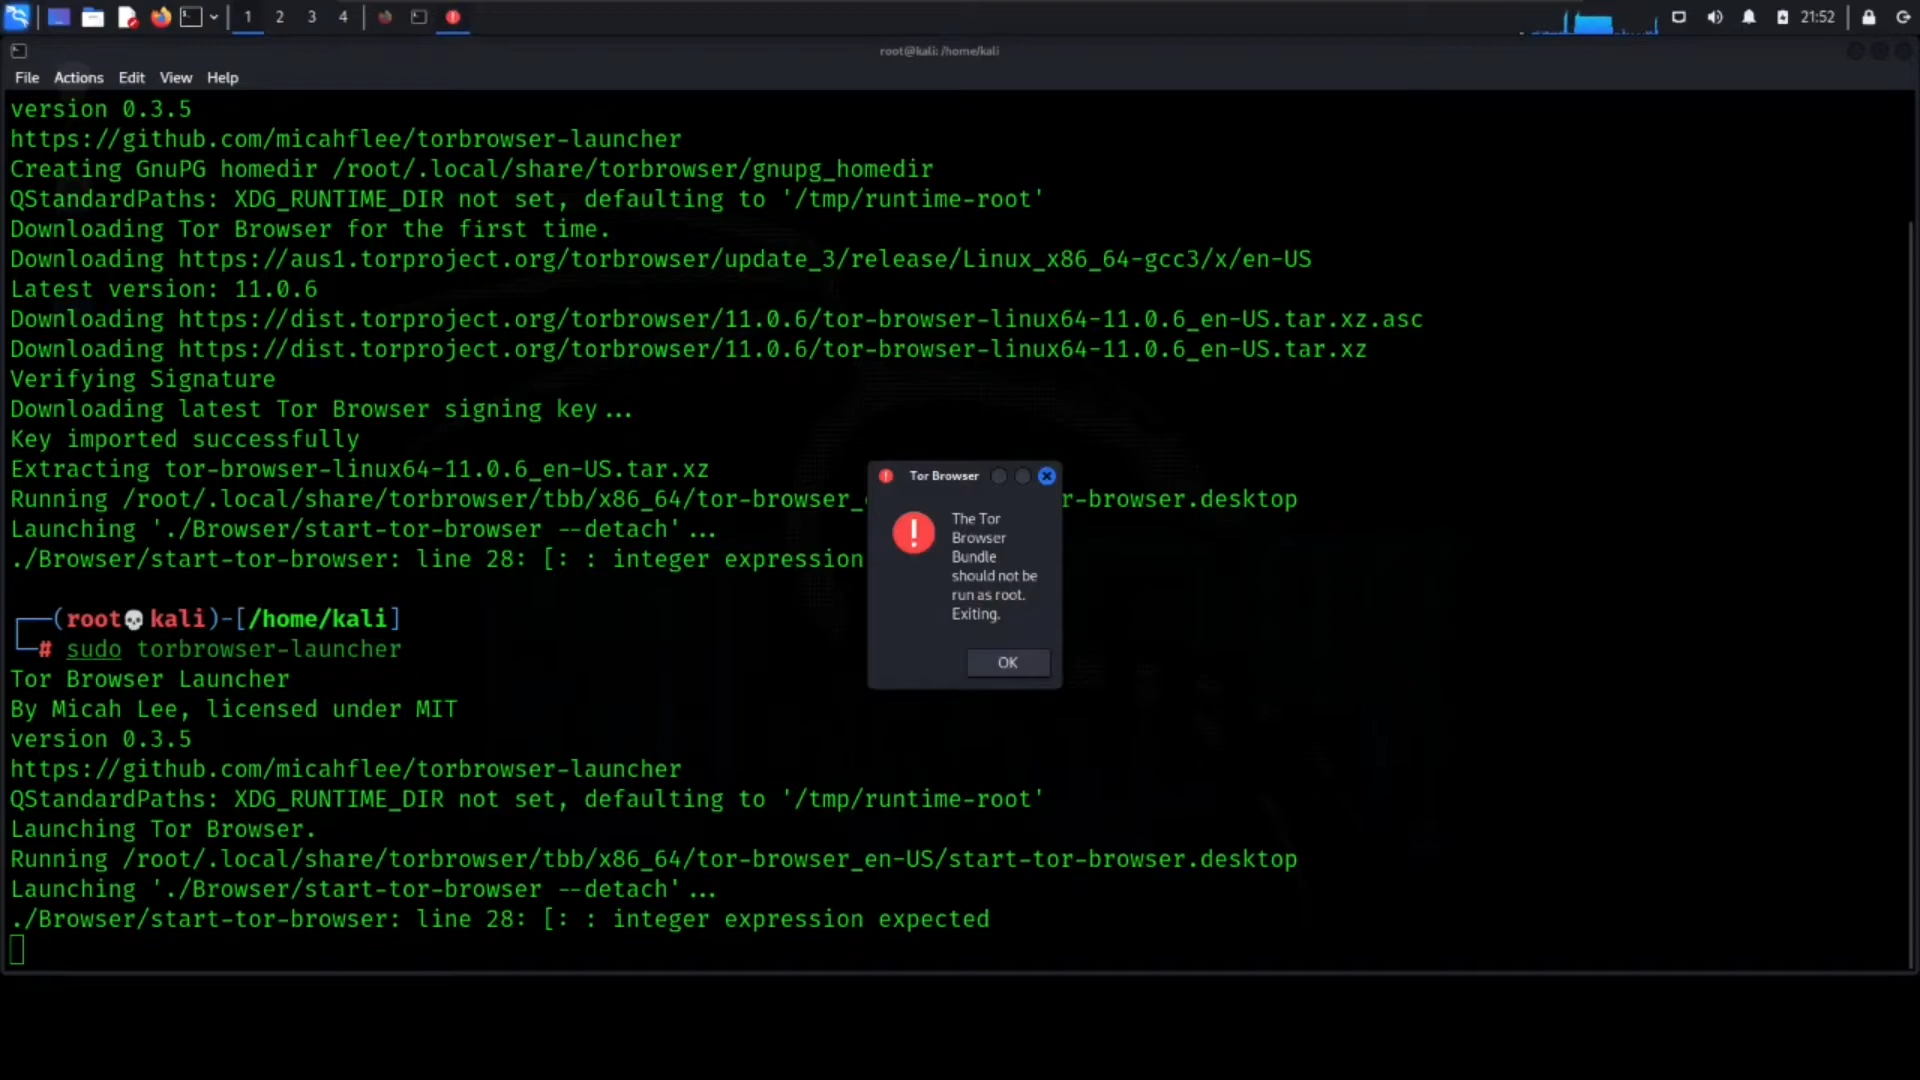 1 2 3 4 21:52
root@kali: /home/kali
File Actions Edit View Help
version 0.3.5
https://github.com/micahflee/torbrowser-launcher
Creating GnuPG homedir /root/.local/share/torbrowser/gnupg_homedir
QStandardPaths: XDG_RUNTIME_DIR not set, defaulting to '/tmp/runtime-root'
Downloading Tor Browser for the first time.
Downloading https://aus1.torproject.org/torbrowser/update_3/release/Linux_x86_64-gcc3/x/en-US
Latest version: 11.0.6
Downloading https://dist.torproject.org/torbrowser/11.0.6/tor-browser-linux64-11.0.6_en-US.tar.xz.asc
Downloading https://dist.torproject.org/torbrowser/11.0.6/tor-browser-linux64-11.0.6_en-US.tar.xz
Verifying Signature
Downloading latest Tor Browser signing key...
Key imported successfully
Extracting tor-browser-linux64-11.0.6_en-US.tar.xz
Running /root/.local/share/torbrowser/tbb/x86_64/tor-browser_ r-browser.desktop
Launching './Browser/start-tor-browser --detach'...
./Browser/start-tor-browser: line 28: [: : integer expression
Tor Browser
The Tor
Browser
Bundle
should not be
run as root.
Exiting.
OK
(root💀kali)-[/home/kali]
# sudo torbrowser-launcher
Tor Browser Launcher
By Micah Lee, licensed under MIT
version 0.3.5
https://github.com/micahflee/torbrowser-launcher
QStandardPaths: XDG_RUNTIME_DIR not set, defaulting to '/tmp/runtime-root'
Launching Tor Browser.
Running /root/.local/share/torbrowser/tbb/x86_64/tor-browser_en-US/start-tor-browser.desktop
Launching './Browser/start-tor-browser --detach'...
./Browser/start-tor-browser: line 28: [: : integer expression expected